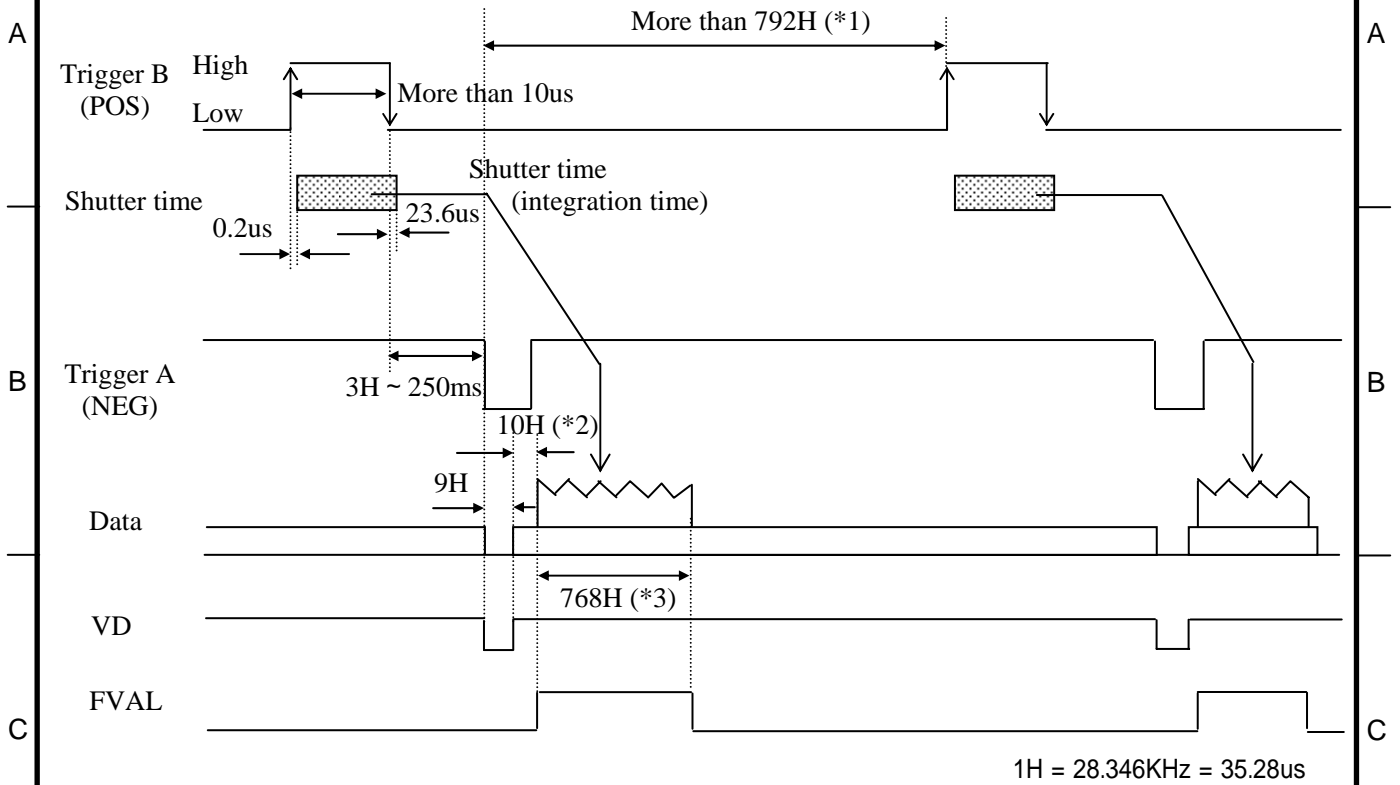 More than 792H (*1)
A
A
High
Trigger B
(POS)
More than 10us
Low
Shutter time
(integration time)
Shutter time
23.6us
0.2us
B
B
Trigger A
(NEG)
3H ~ 250ms
10H (*2)
9H
Data
768H (*3)
VD
FVAL
C
C
1H = 28.346KHz = 35.28us